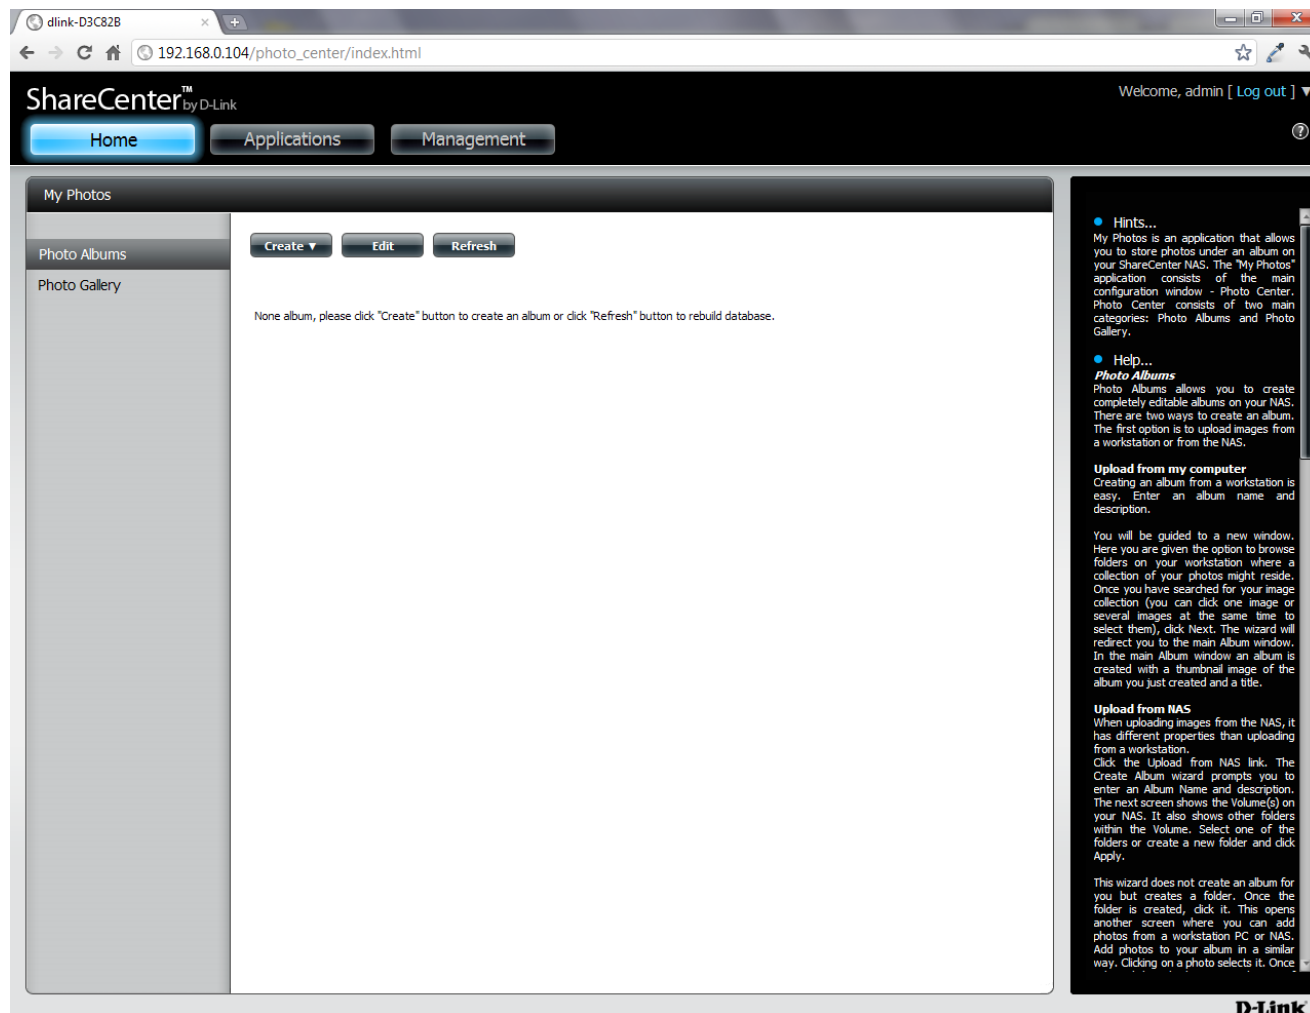 dlink-D3C82B
192.168.0.104/photo_center/index.html
ShareCenter™ by D-Link
Welcome, admin [ Log out ] ▼
Home
Applications
Management
My Photos
Photo Albums
Photo Gallery
Create ▼
Edit
Refresh
None album, please click "Create" button to create an album or click "Refresh" button to rebuild database.
Hints...
My Photos is an application that allows
you to store photos under an album on
your ShareCenter NAS. The "My Photos"
application consists of the main
configuration window - Photo Center.
Photo Center consists of two main
categories: Photo Albums and Photo
Gallery.
Help...
Photo Albums
Photo Albums allows you to create
completely editable albums on your NAS.
There are two ways to create an album.
The first option is to upload images from
a workstation or from the NAS.
Upload from my computer
Creating an album from a workstation is
easy. Enter an album name and
description.
You will be guided to a new window.
Here you are given the option to browse
folders on your workstation where a
collection of your photos might reside.
Once you have searched for your image
collection (you can click one image or
several images at the same time to
select them), click Next. The wizard will
redirect you to the main Album window.
In the main Album window an album is
created with a thumbnail image of the
album you just created and a title.
Upload from NAS
When uploading images from the NAS, it
has different properties than uploading
from a workstation.
Click the Upload from NAS link. The
Create Album wizard prompts you to
enter an Album Name and description.
The next screen shows the Volume(s) on
your NAS. It also shows other folders
within the Volume. Select one of the
folders or create a new folder and click
Apply.
This wizard does not create an album for
you but creates a folder. Once the
folder is created, click it. This opens
another screen where you can add
photos from a workstation PC or NAS.
Add photos to your album in a similar
way. Clicking on a photo selects it. Once
D-Link